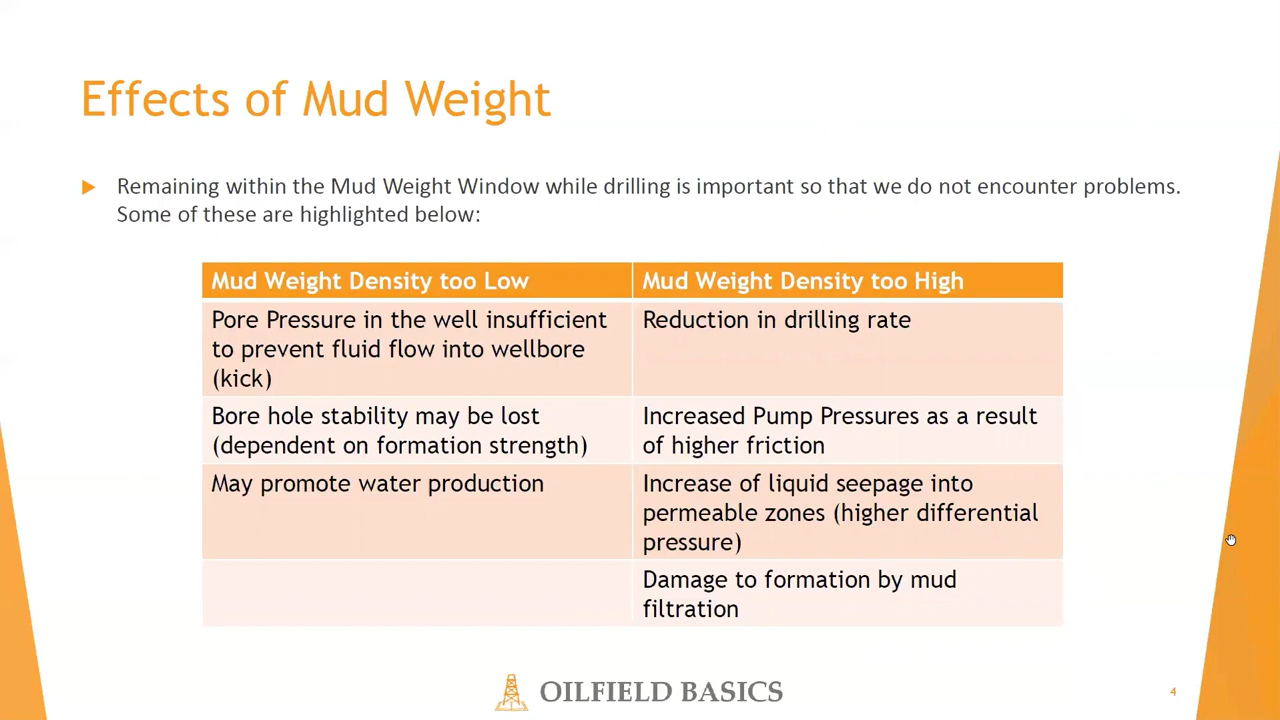 Effects of Mud Weight
Remaining within the Mud Weight Window while drilling is important so that we do not encounter problems.
Some of these are highlighted below:
Mud Weight Density too Low
Mud Weight Density too High
Pore Pressure in the well insufficient
to prevent fluid flow into wellbore
(kick)
Reduction in drilling rate
Bore hole stability may be lost
(dependent on formation strength)
Increased Pump Pressures as a result
of higher friction
May promote water production
Increase of liquid seepage into
permeable zones (higher differential
pressure)
Damage to formation by mud
filtration
OILFIELD BASICS
4